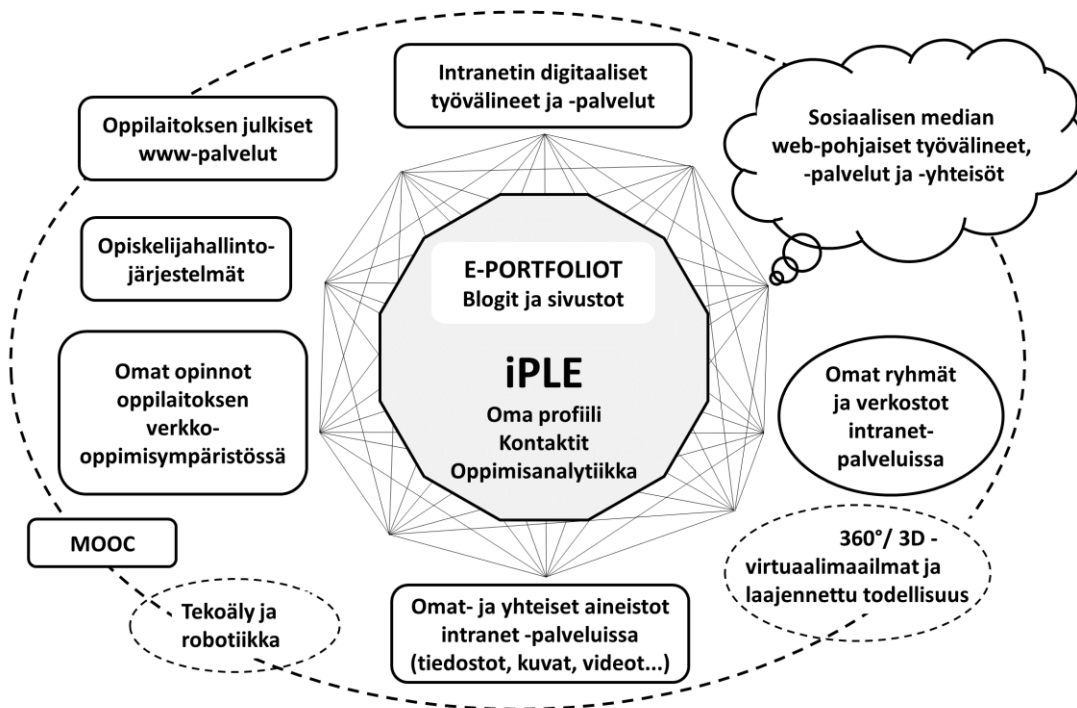 Intranetin digitaaliset
työvälineet ja -palvelut
Sosiaalisen median
web-pohjaiset työvälineet,
-palvelut ja -yhteisöt
Oppilaitoksen julkiset
www-palvelut
Opiskelijahallinto-
järjestelmät
E-PORTFOLIOT
Blogit ja sivustot
iPLE
Oma profiili
Kontaktit
Oppimisanalytiikka
Omat opinnot
oppilaitoksen
verkko-
oppimisympäristössä
Omat ryhmät
ja verkostot
intranet-
palveluissa
MOOC
360°/ 3D -
virtuaalimaailmat ja
laajennettu todellisuus
Tekoäly ja
robotiikka
Omat- ja yhteiset aineistot
intranet -palveluissa
(tiedostot, kuvat, videot...)